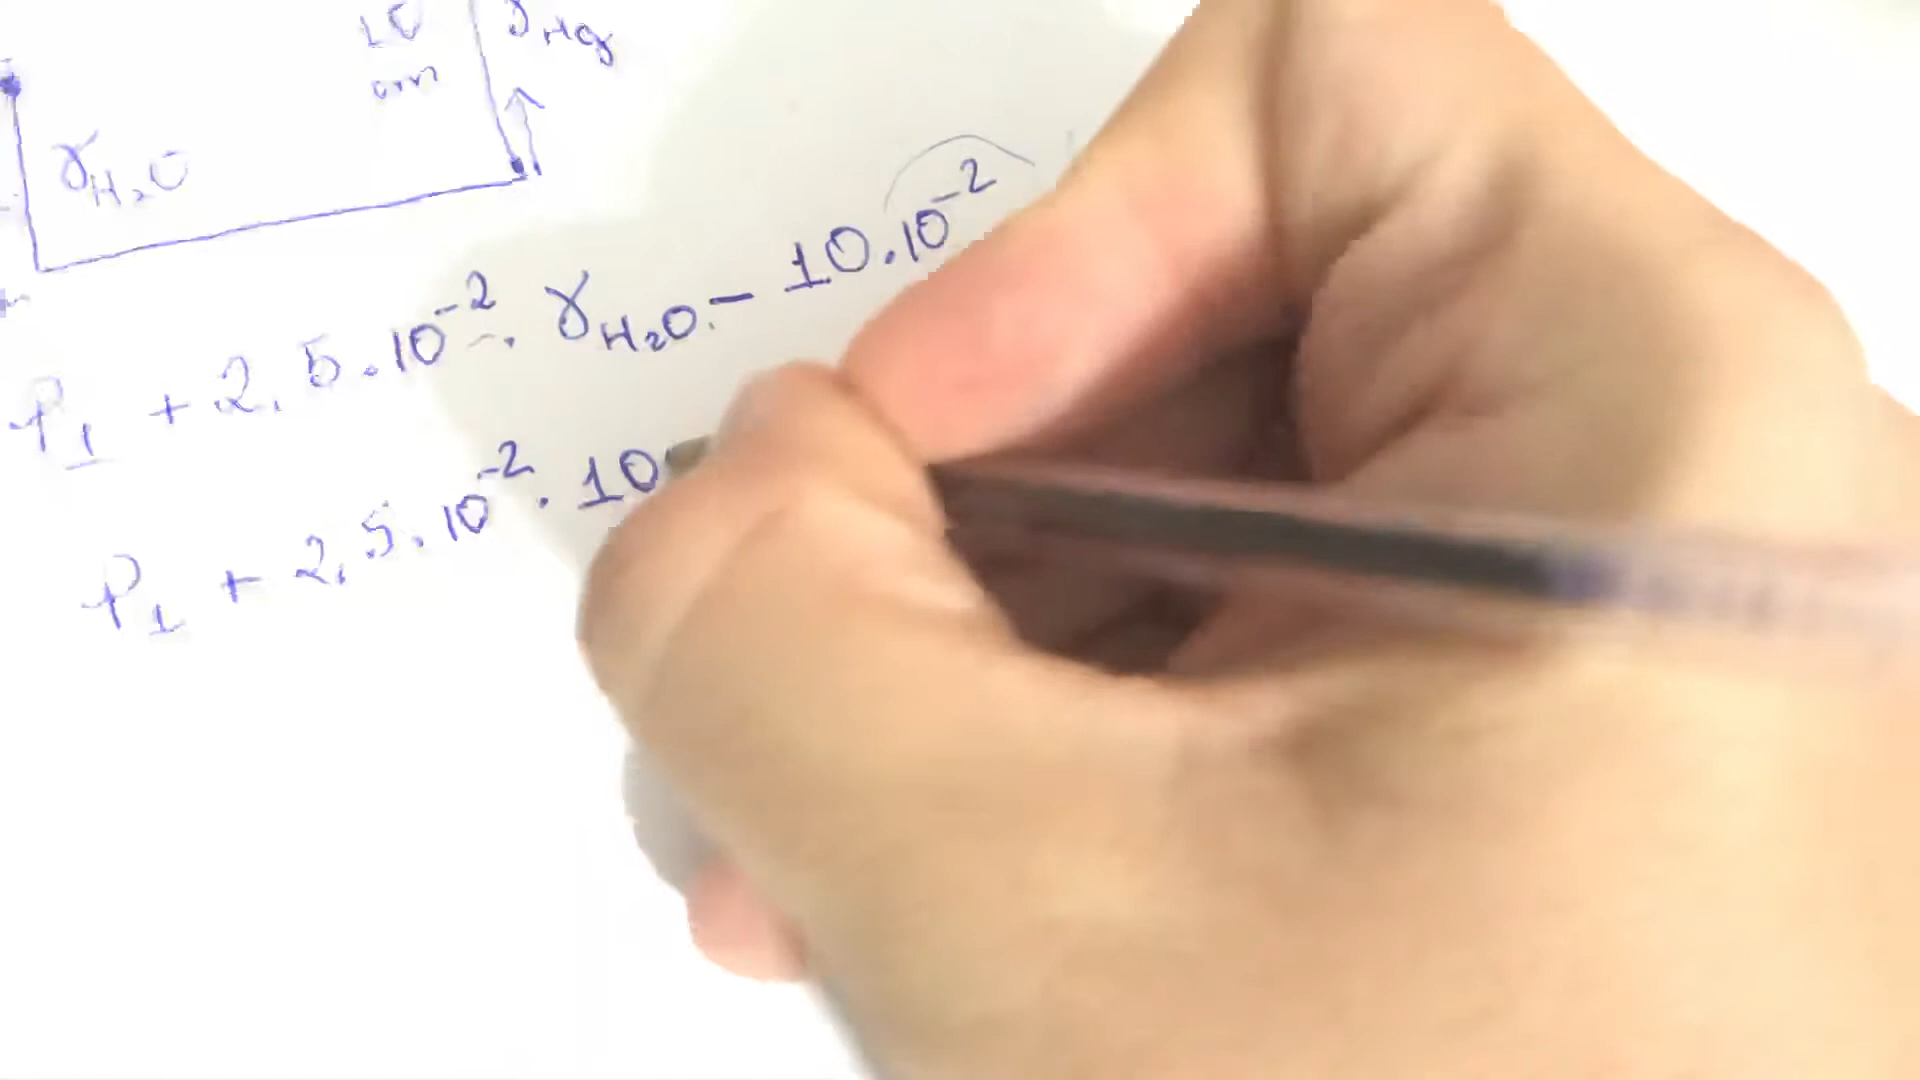 10 γHg
cm
γH₂O
P₁ + 2,5.10⁻². γH₂O - 10.10⁻²
P₁ + 2,5.10⁻². 10